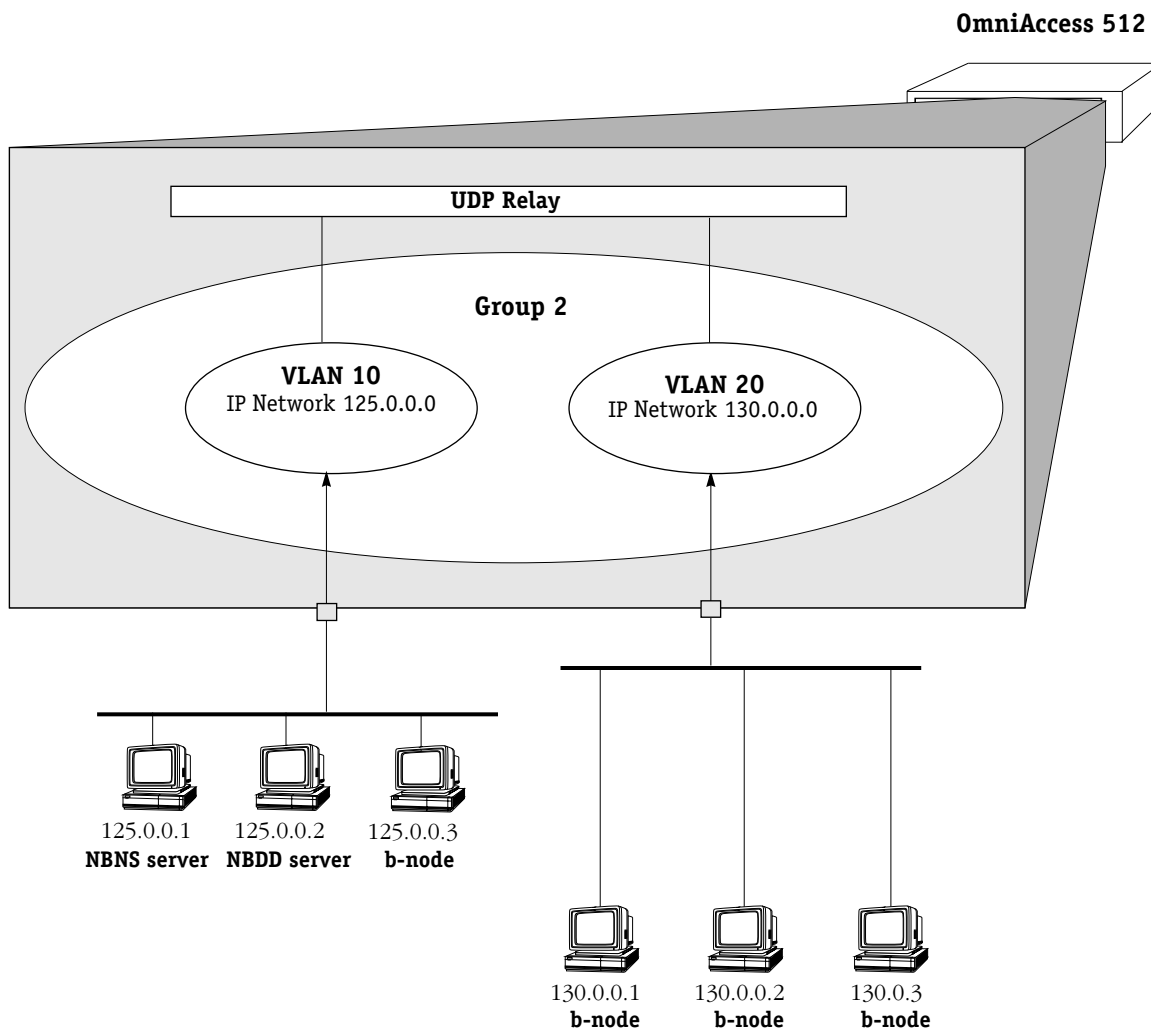 OmniAccess 512
UDP Relay
Group 2
VLAN 10
IP Network 125.0.0.0
VLAN 20
IP Network 130.0.0.0
125.0.0.1
NBNS server
125.0.0.2
NBDD server
125.0.0.3
b-node
130.0.0.1
b-node
130.0.0.2
b-node
130.0.3
b-node